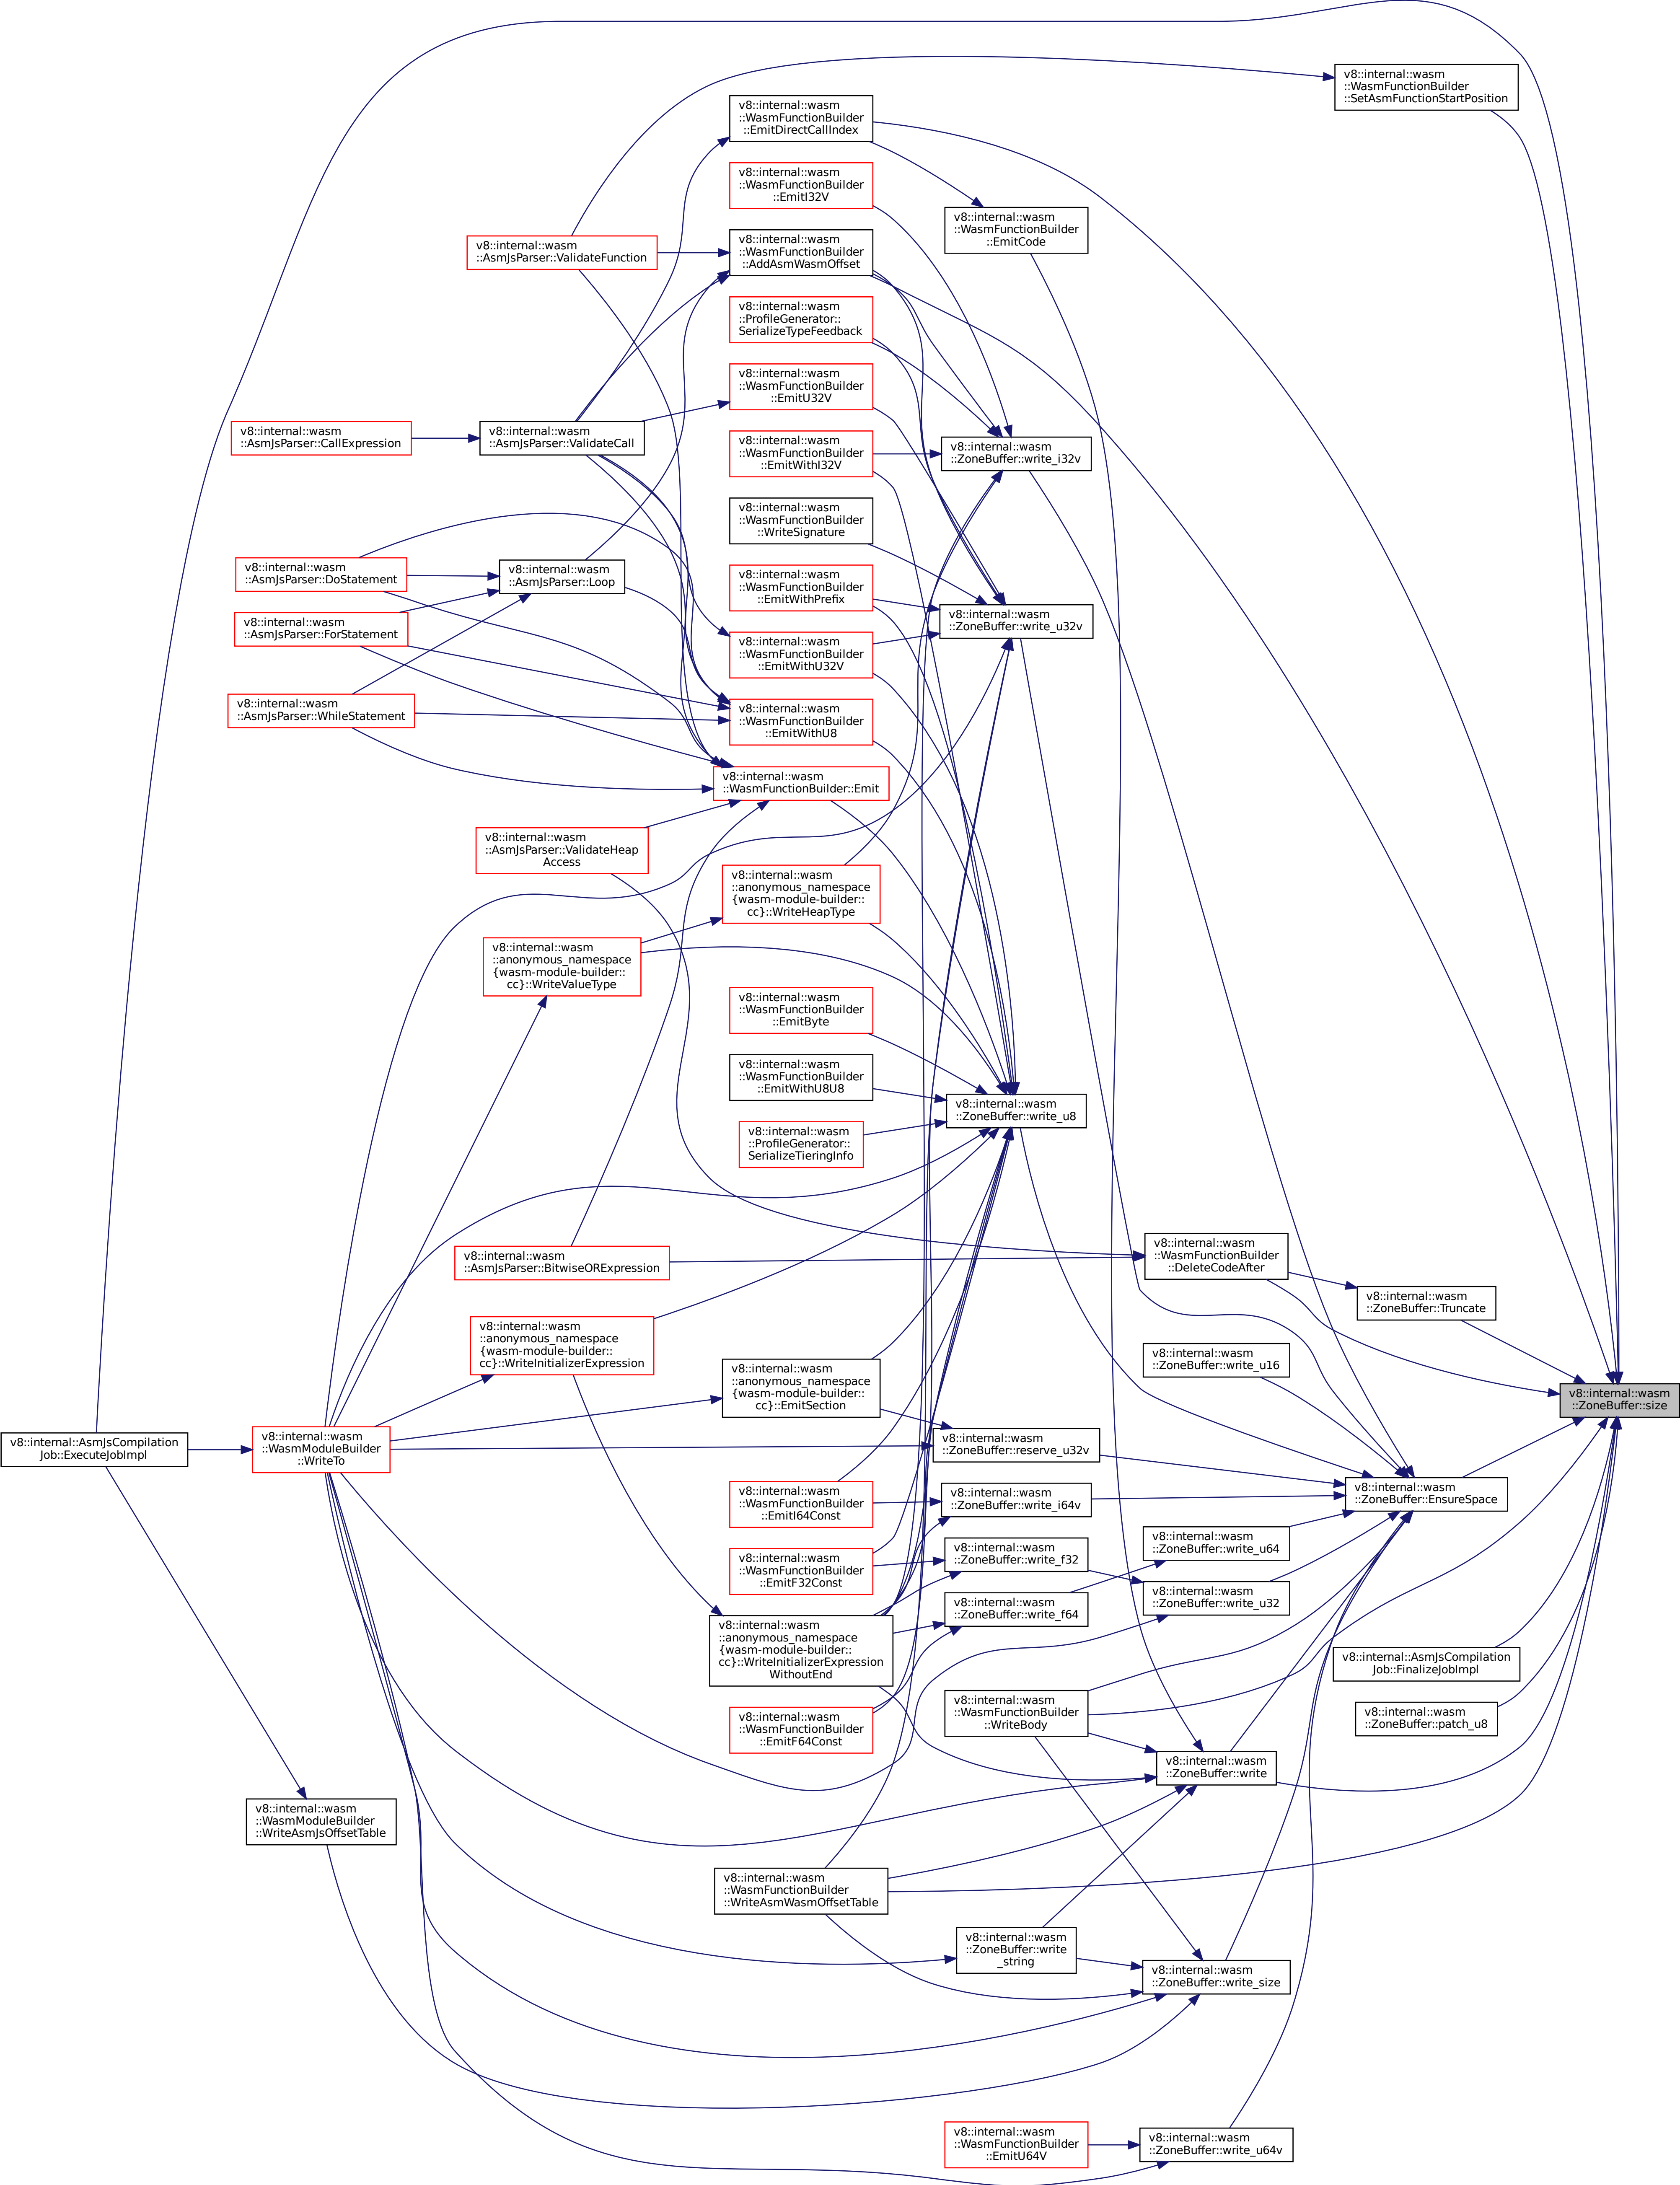 v8::internal::wasm
::WasmFunctionBuilder
::SetAsmFunctionStartPosition
v8::internal::wasm
::WasmFunctionBuilder
::EmitDirectCallIndex
v8::internal::wasm
::WasmFunctionBuilder
::EmitI32V
v8::internal::wasm
::WasmFunctionBuilder
::EmitCode
v8::internal::wasm
::AsmJsParser::ValidateFunction
v8::internal::wasm
::WasmFunctionBuilder
::AddAsmWasmOffset
v8::internal::wasm
::ProfileGenerator::
SerializeTypeFeedback
v8::internal::wasm
::WasmFunctionBuilder
::EmitU32V
v8::internal::wasm
::AsmJsParser::CallExpression
v8::internal::wasm
::AsmJsParser::ValidateCall
v8::internal::wasm
::WasmFunctionBuilder
::EmitWithI32V
v8::internal::wasm
::ZoneBuffer::write_i32v
v8::internal::wasm
::WasmFunctionBuilder
::WriteSignature
v8::internal::wasm
::AsmJsParser::DoStatement
v8::internal::wasm
::AsmJsParser::Loop
v8::internal::wasm
::WasmFunctionBuilder
::EmitWithPrefix
v8::internal::wasm
::ZoneBuffer::write_u32v
v8::internal::wasm
::AsmJsParser::ForStatement
v8::internal::wasm
::WasmFunctionBuilder
::EmitWithU32V
v8::internal::wasm
::AsmJsParser::WhileStatement
v8::internal::wasm
::WasmFunctionBuilder
::EmitWithU8
v8::internal::wasm
::WasmFunctionBuilder::Emit
v8::internal::wasm
::AsmJsParser::ValidateHeap
Access
v8::internal::wasm
::anonymous_namespace
{wasm-module-builder::
cc}::WriteHeapType
v8::internal::wasm
::anonymous_namespace
{wasm-module-builder::
cc}::WriteValueType
v8::internal::wasm
::WasmFunctionBuilder
::EmitByte
v8::internal::wasm
::WasmFunctionBuilder
::EmitWithU8U8
v8::internal::wasm
::ZoneBuffer::write_u8
v8::internal::wasm
::ProfileGenerator::
SerializeTieringInfo
v8::internal::wasm
::AsmJsParser::BitwiseORExpression
v8::internal::wasm
::WasmFunctionBuilder
::DeleteCodeAfter
v8::internal::wasm
::ZoneBuffer::Truncate
v8::internal::wasm
::anonymous_namespace
{wasm-module-builder::
cc}::WriteInitializerExpression
v8::internal::wasm
::ZoneBuffer::write_u16
v8::internal::wasm
::anonymous_namespace
{wasm-module-builder::
cc}::EmitSection
v8::internal::wasm
::ZoneBuffer::size
v8::internal::AsmJsCompilation
Job::ExecuteJobImpl
v8::internal::wasm
::WasmModuleBuilder
::WriteTo
v8::internal::wasm
::ZoneBuffer::reserve_u32v
v8::internal::wasm
::WasmFunctionBuilder
::EmitI64Const
v8::internal::wasm
::ZoneBuffer::write_i64v
v8::internal::wasm
::ZoneBuffer::EnsureSpace
v8::internal::wasm
::ZoneBuffer::write_u64
v8::internal::wasm
::WasmFunctionBuilder
::EmitF32Const
v8::internal::wasm
::ZoneBuffer::write_f32
v8::internal::wasm
::ZoneBuffer::write_u32
v8::internal::wasm
::ZoneBuffer::write_f64
v8::internal::wasm
::anonymous_namespace
{wasm-module-builder::
cc}::WriteInitializerExpression
WithoutEnd
v8::internal::AsmJsCompilation
Job::FinalizeJobImpl
v8::internal::wasm
::WasmFunctionBuilder
::EmitF64Const
v8::internal::wasm
::WasmFunctionBuilder
::WriteBody
v8::internal::wasm
::ZoneBuffer::patch_u8
v8::internal::wasm
::ZoneBuffer::write
v8::internal::wasm
::WasmModuleBuilder
::WriteAsmJsOffsetTable
v8::internal::wasm
::WasmFunctionBuilder
::WriteAsmWasmOffsetTable
v8::internal::wasm
::ZoneBuffer::write
_string
v8::internal::wasm
::ZoneBuffer::write_size
v8::internal::wasm
::WasmFunctionBuilder
::EmitU64V
v8::internal::wasm
::ZoneBuffer::write_u64v